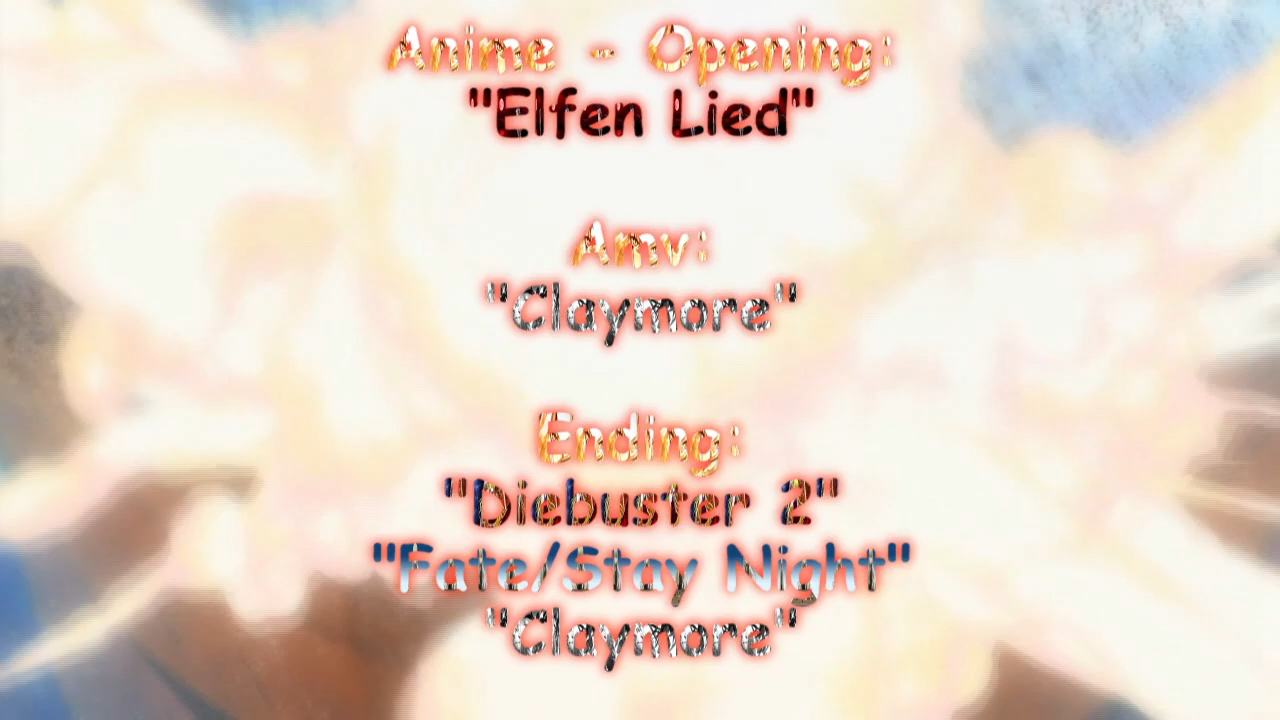 Anime - Opening:
"Elfen Lied"
Amv:
"Claymore"
Ending:
"Diebuster 2"
"Fate/Stay Night"
"Claymore"